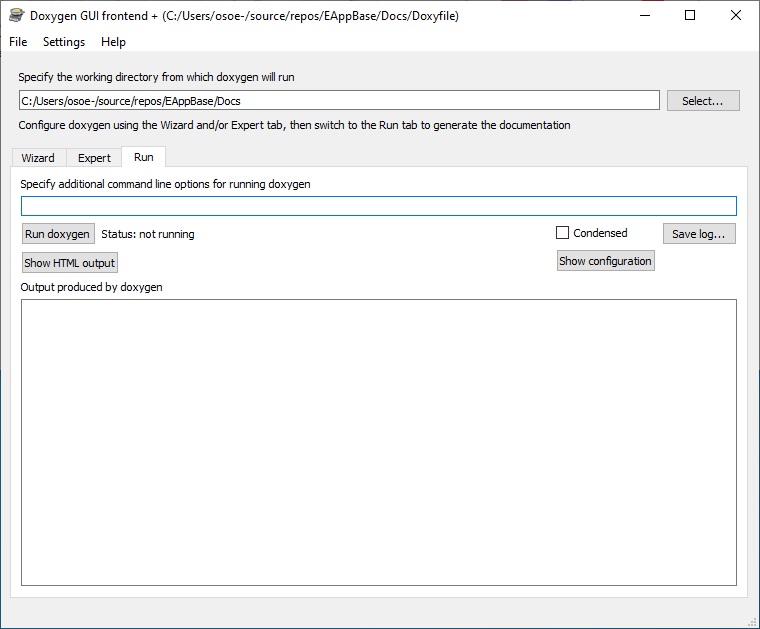 Doxygen GUI frontend + (C:/Users/osoe-/source/repos/EAppBase/Docs/Doxyfile)
File Settings Help
Specify the working directory from which doxygen will run
C:/Users/osoe-/source/repos/EAppBase/Docs Select...
Configure doxygen using the Wizard and/or Expert tab, then switch to the Run tab to generate the documentation
Wizard Expert Run
Specify additional command line options for running doxygen
Run doxygen Status: not running Condensed Save log...
Show HTML output Show configuration
Output produced by doxygen